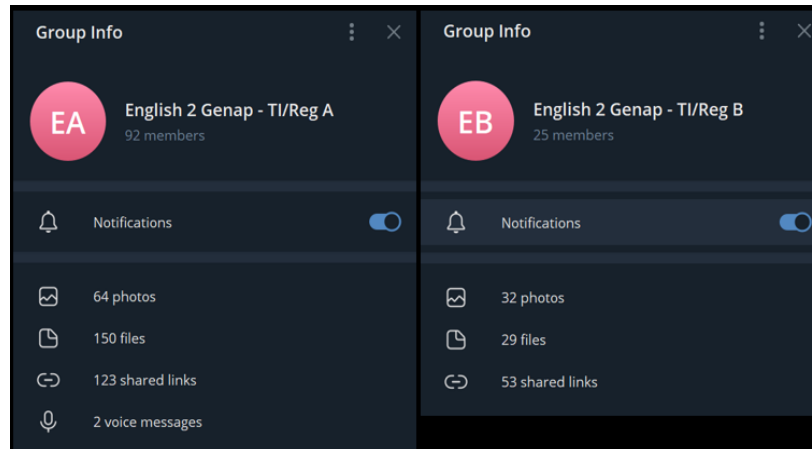 Group Info
EA
English 2 Genap - TI/Reg A
92 members
Notifications
64 photos
150 files
123 shared links
2 voice messages
Group Info
EB
English 2 Genap - TI/Reg B
25 members
Notifications
32 photos
29 files
53 shared links